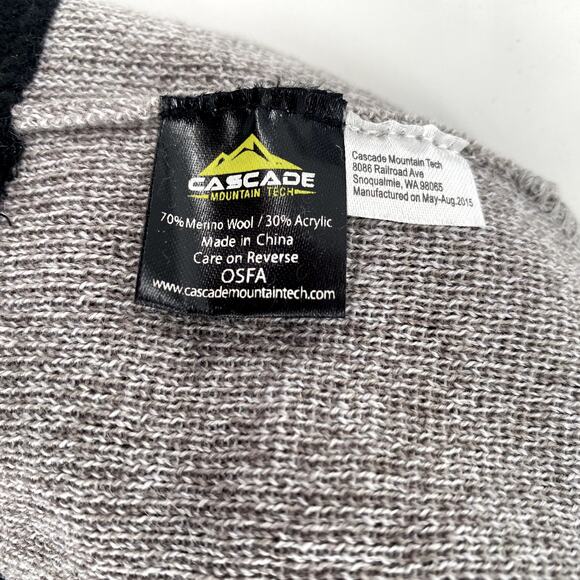 CASCADE
MOUNTAIN TECH
70% Merino Wool / 30% Acrylic
Made in China
Care on Reverse
OSFA
www.cascademountaintech.com
Cascade Mountain Tech
8086 Railroad Ave
Snoqualmie, WA 98065
Manufactured on May-Aug.2015